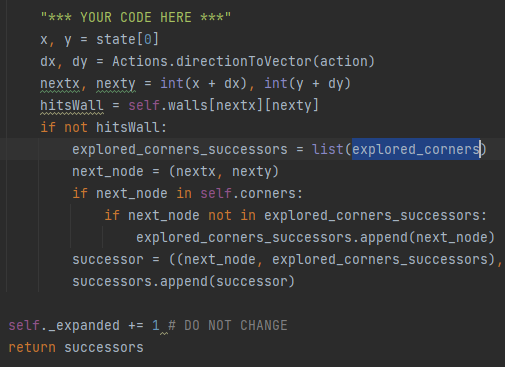 "*** YOUR CODE HERE ***"
x, y = state[0]
dx, dy = Actions.directionToVector(action)
nextx, nexty = int(x + dx), int(y + dy)
hitsWall = self.walls[nextx][nexty]
if not hitsWall:
explored_corners_successors = list(explored_corners)
next_node = (nextx, nexty)
if next_node in self.corners:
if next_node not in explored_corners_successors:
explored_corners_successors.append(next_node)
successor = ((next_node, explored_corners_successors),
successors.append(successor)
self._expanded += 1 # DO NOT CHANGE
return successors